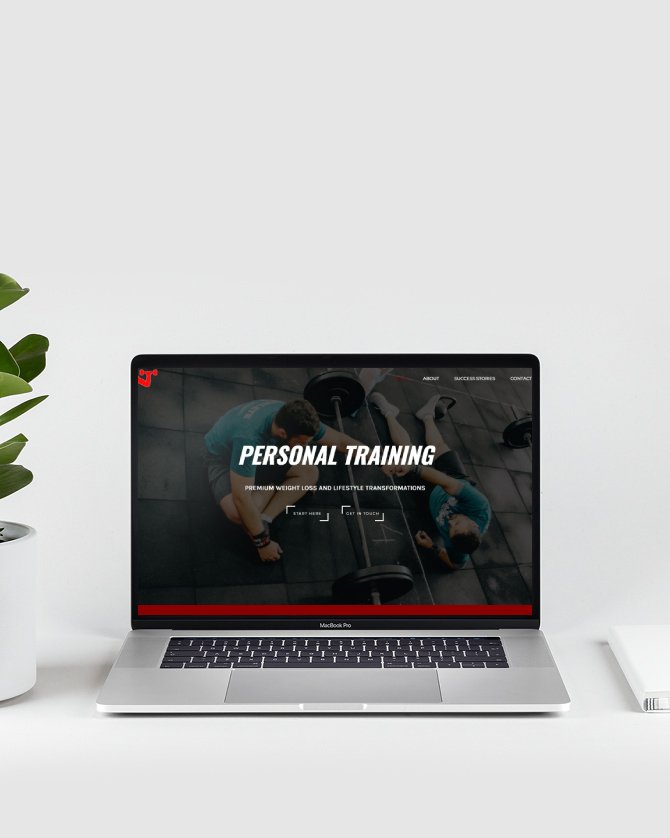 ABOUT SUCCESS STORIES CONTACT
PERSONAL TRAINING
PREMIUM WEIGHT LOSS AND LIFESTYLE TRANSFORMATIONS
START HERE GET IN TOUCH
MacBook Pro